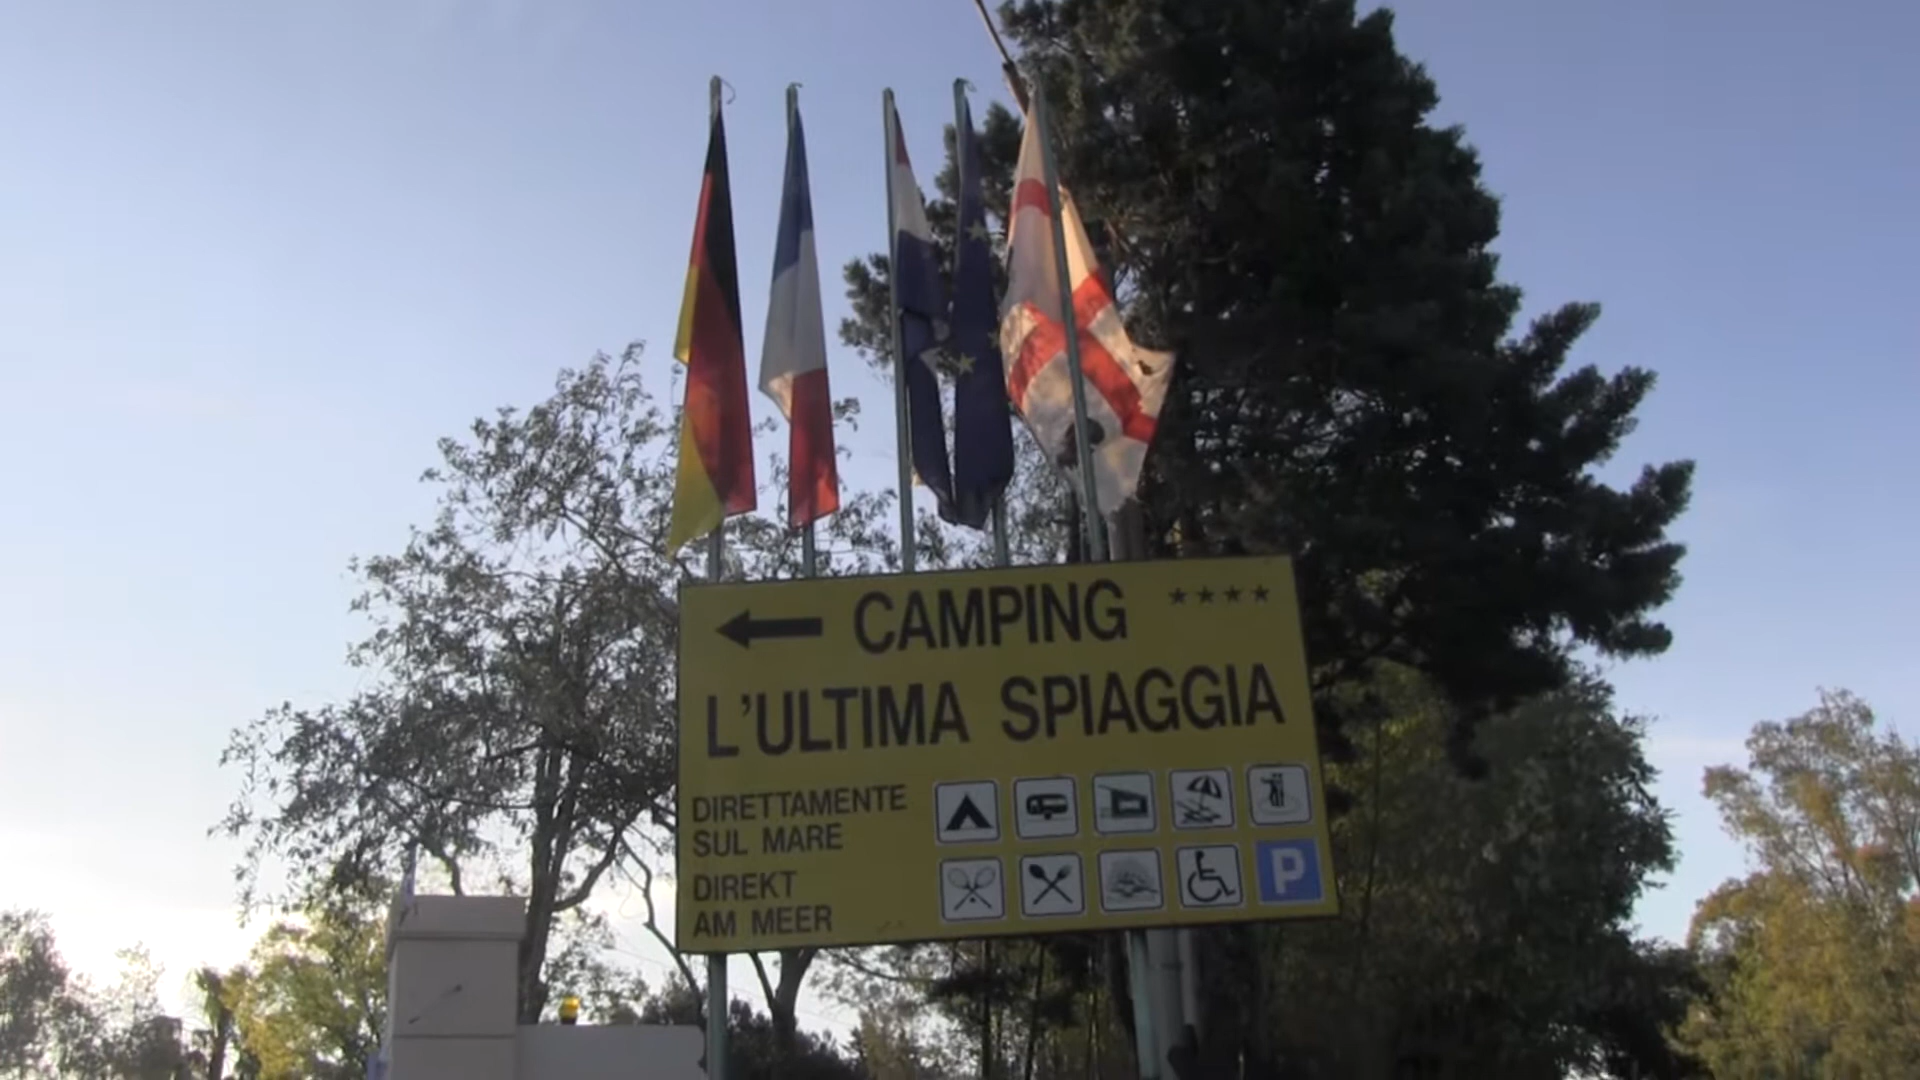 CAMPING ****
L'ULTIMA SPIAGGIA
DIRETTAMENTE
SUL MARE
DIREKT
AM MEER
P